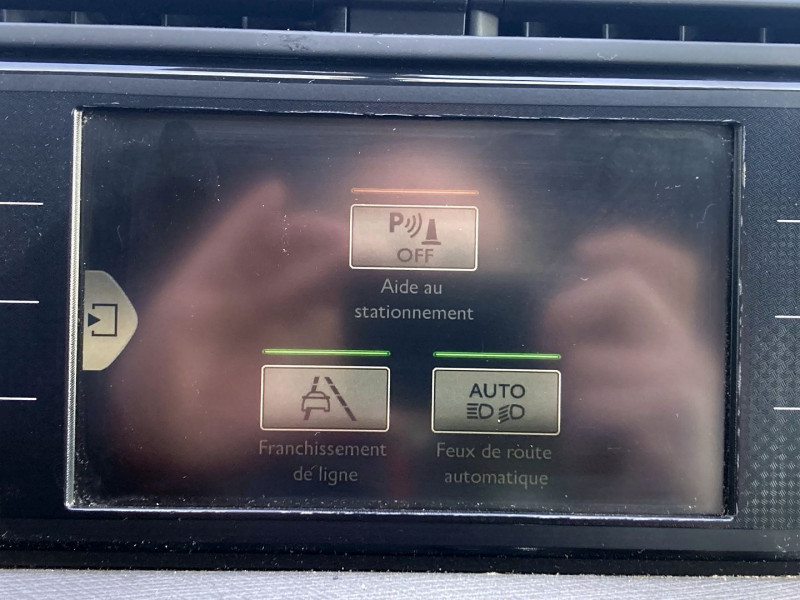 P
OFF
Aide au
stationnement
AUTO
Franchissement
de ligne
Feux de route
automatique